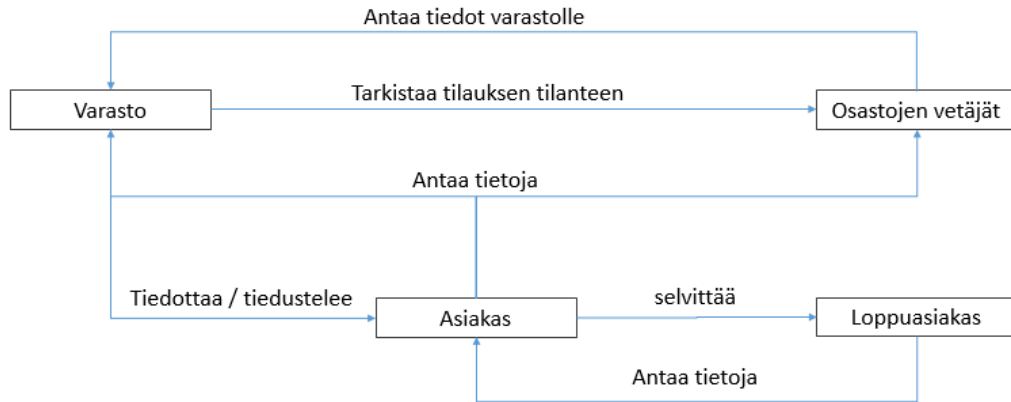 Antaa tiedot varastolle
Varasto
Tarkistaa tilauksen tilanteen
Osastojen vetäjät
Antaa tietoja
Tiedottaa / tiedustelee
Asiakas
selvittää
Loppuasiakas
Antaa tietoja